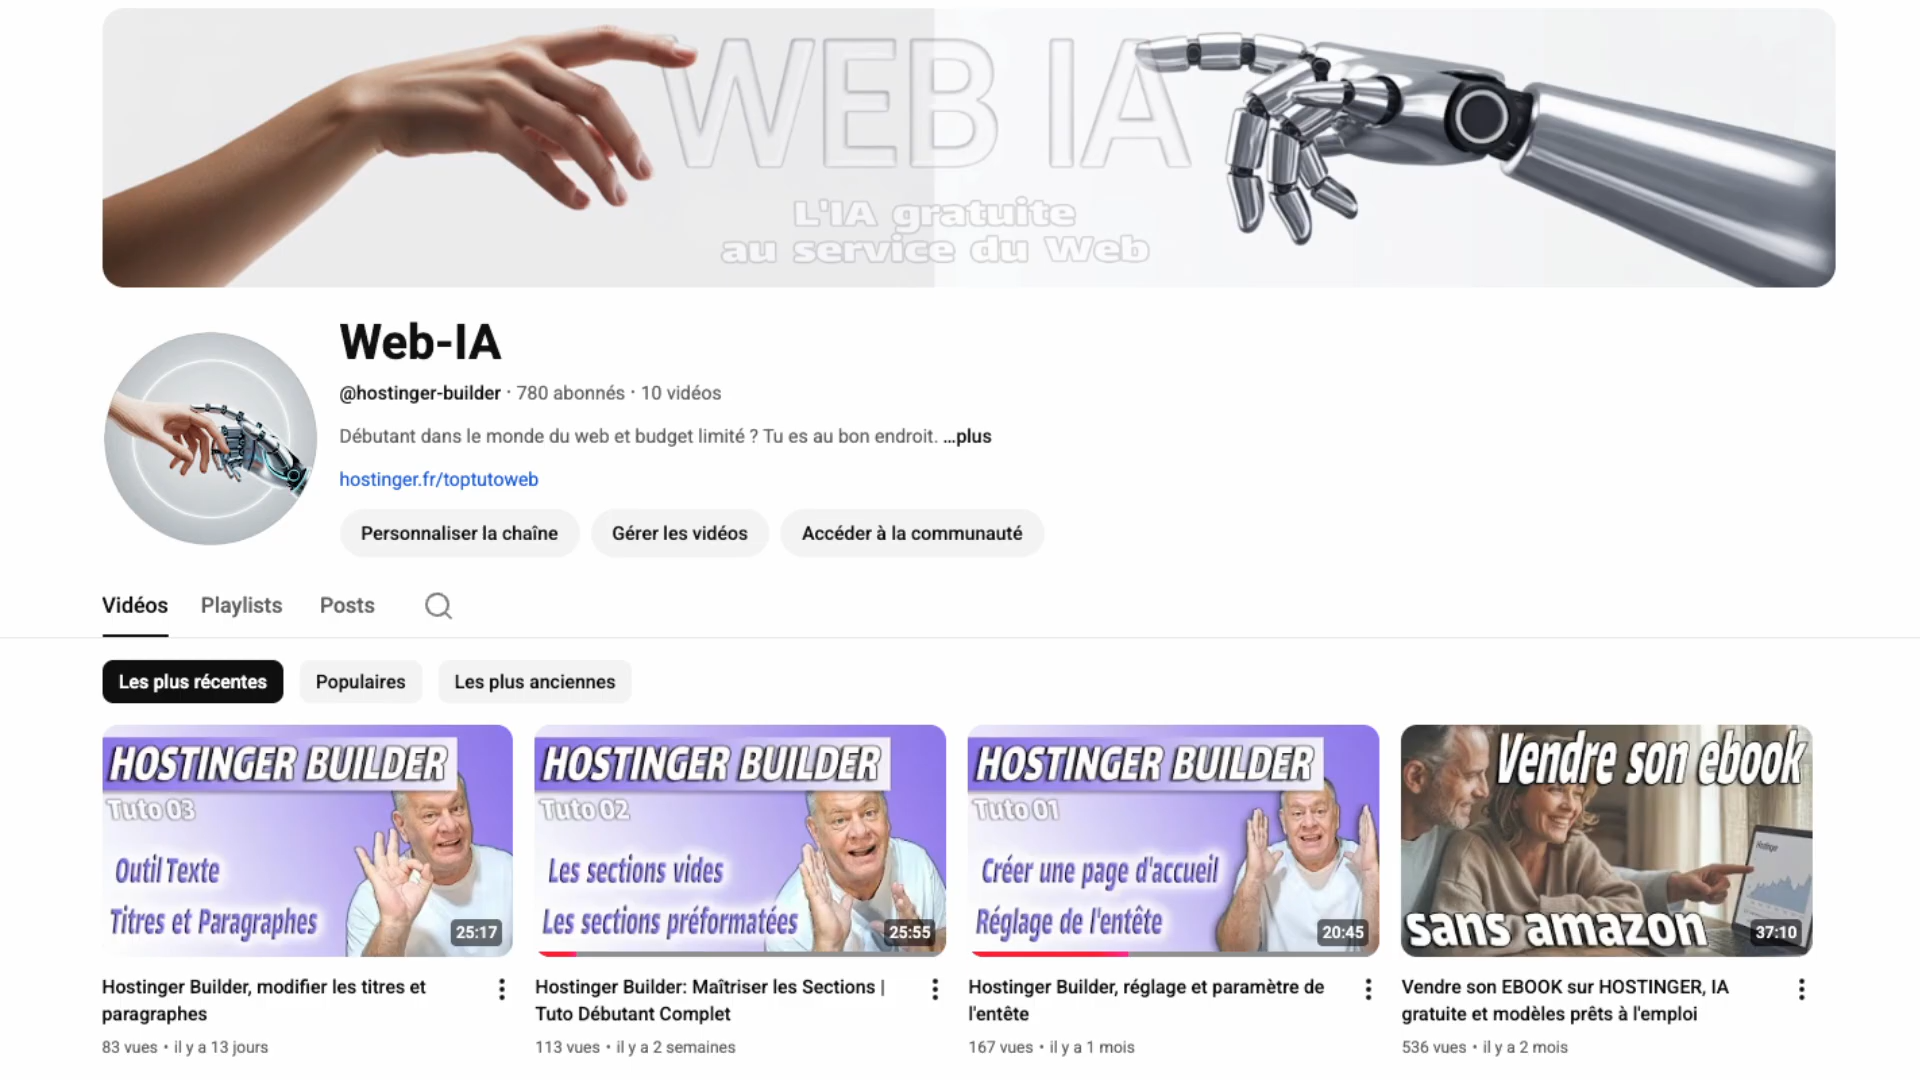 WEB IA
L'IA gratuite
au service du Web
Web-IA
@hostinger-builder · 780 abonnés · 10 vidéos
Débutant dans le monde du web et budget limité ? Tu es au bon endroit. ...plus
hostinger.fr/toptutoweb
Personnaliser la chaîne
Gérer les vidéos
Accéder à la communauté
Vidéos
Playlists
Posts
Les plus récentes
Populaires
Les plus anciennes
HOSTINGER BUILDER
Tuto 03
Outil Texte
Titres et Paragraphes
25:17
Hostinger Builder, modifier les titres et
paragraphes
83 vues • il y a 13 jours
HOSTINGER BUILDER
Tuto 02
Les sections vides
Les sections préformatées
25:55
Hostinger Builder: Maîtriser les Sections |
Tuto Débutant Complet
113 vues • il y a 2 semaines
HOSTINGER BUILDER
Tuto 01
Créer une page d'accueil
Réglage de l'entête
20:45
Hostinger Builder, réglage et paramètre de
l'entête
167 vues • il y a 1 mois
Vendre son ebook
Hostinger
sans amazon
37:10
Vendre son EBOOK sur HOSTINGER, IA
gratuite et modèles prêts à l'emploi
536 vues • il y a 2 mois